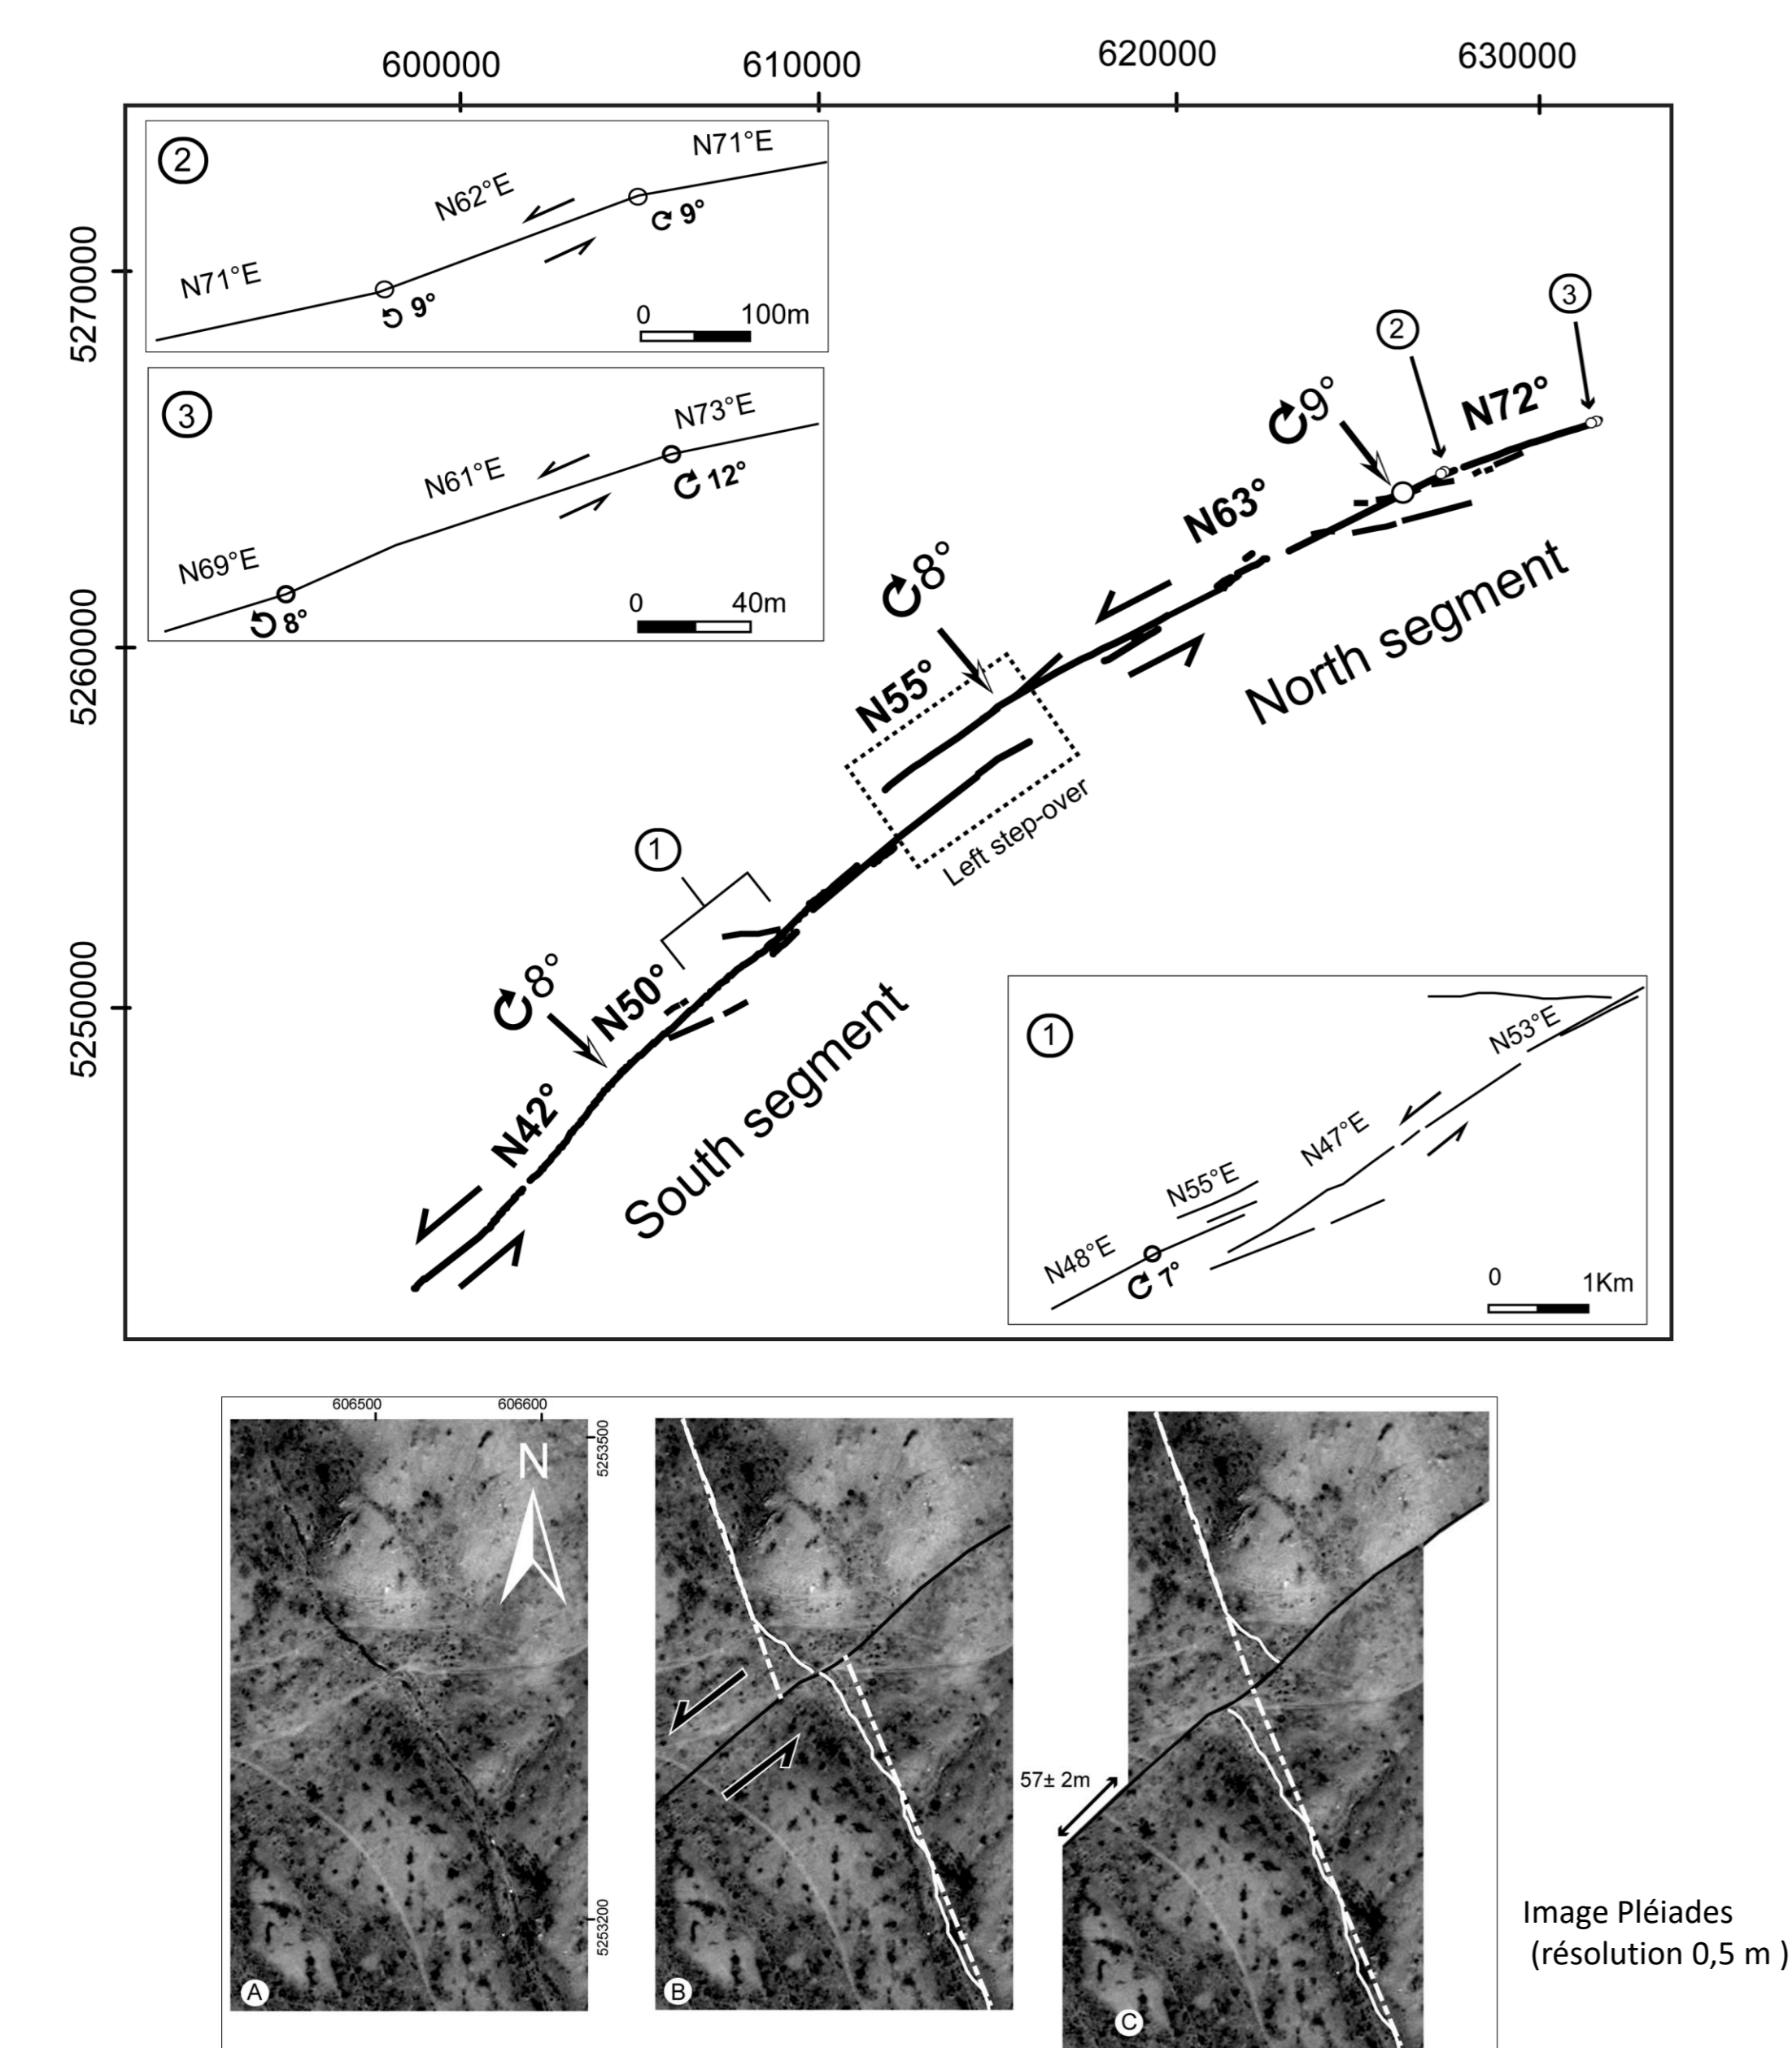 600000
610000
620000
630000
5270000
5260000
5250000
2
N71°E
N62°E
N71°E
9°
9°
0
100m
3
N69°E
N61°E
N73°E
8°
12°
0
40m
3
2
N72°
9°
N63°
8°
N55°
North segment
Left step-over
1
8°
N50°
N42°
South segment
1
N53°E
N47°E
N55°E
N48°E
7°
0
1Km
606500
606600
5253500
5253200
N
A
B
57± 2m
C
Image Pléiades
(résolution 0,5 m )